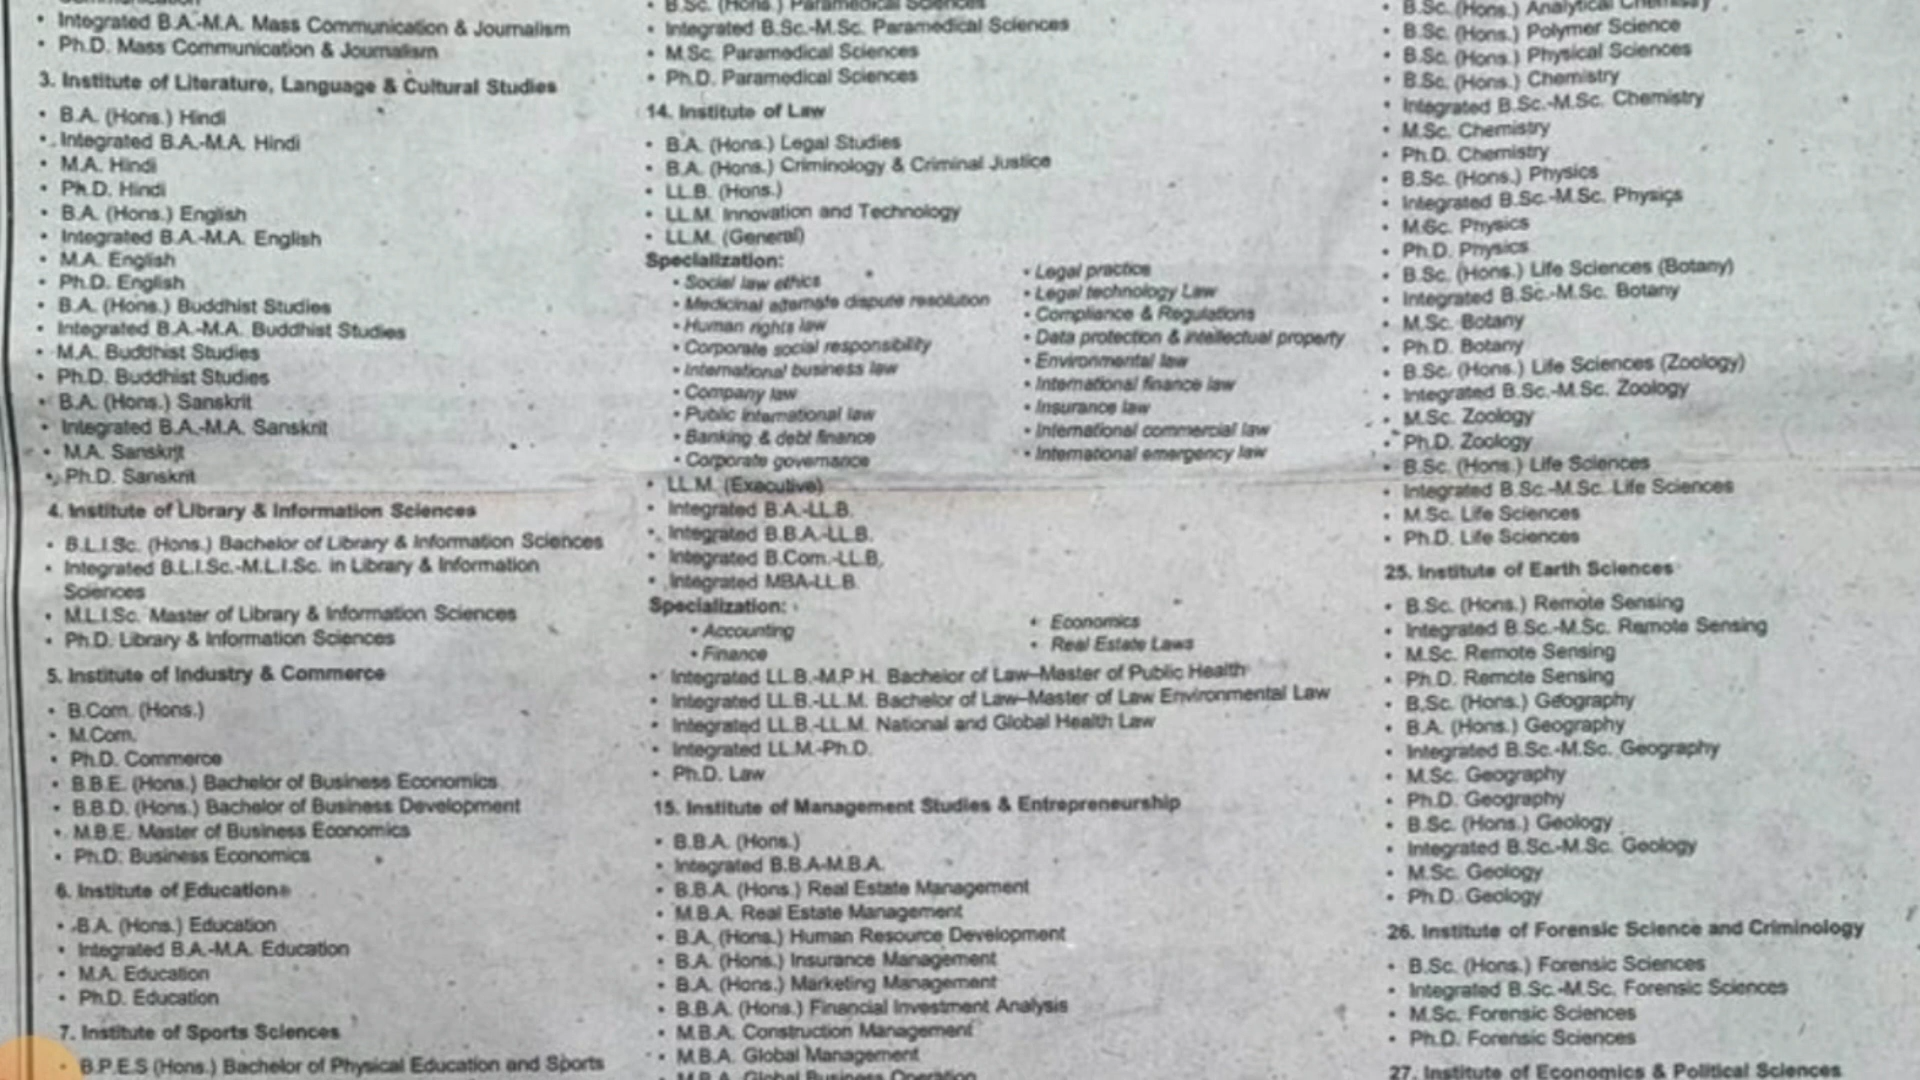 Integrated B.A.-M.A. Mass Communication & Journalism
• Ph.D. Mass Communication & Journalism
3. Institute of Literature, Language & Cultural Studies
• B.A. (Hons.) Hindi
• Integrated B.A.-M.A. Hindi
• M.A. Hindi
• Ph.D. Hindi
• B.A. (Hons.) English
• Integrated B.A.-M.A. English
• M.A. English
• Ph.D. English
• B.A. (Hons.) Buddhist Studies
• Integrated B.A.-M.A. Buddhist Studies
• M.A. Buddhist Studies
• Ph.D. Buddhist Studies
• B.A. (Hons.) Sanskrit
• Integrated B.A.-M.A. Sanskrit
• M.A. Sanskrit
• Ph.D. Sanskrit
4. Institute of Library & Information Sciences
• B.L.I.Sc. (Hons.) Bachelor of Library & Information Sciences
• Integrated B.L.I.Sc.-M.L.I.Sc. in Library & Information
Sciences
• M.L.I.Sc. Master of Library & Information Sciences
• Ph.D. Library & Information Sciences
5. Institute of Industry & Commerce
• B.Com. (Hons.)
• M.Com.
• Ph.D. Commerce
• B.B.E. (Hons.) Bachelor of Business Economics
• B.B.D. (Hons.) Bachelor of Business Development
• M.B.E. Master of Business Economics
• Ph.D. Business Economics
6. Institute of Education
• B.A. (Hons.) Education
• Integrated B.A.-M.A. Education
• M.A. Education
• Ph.D. Education
7. Institute of Sports Sciences
• B.P.E.S (Hons.) Bachelor of Physical Education and Sports
• B.Sc. (Hons.) Paramedical Sciences
• Integrated B.Sc.-M.Sc. Paramedical Sciences
• M.Sc. Paramedical Sciences
• Ph.D. Paramedical Sciences
14. Institute of Law
• B.A. (Hons.) Legal Studies
• B.A. (Hons.) Criminology & Criminal Justice
• LL.B. (Hons.)
• LL.M. Innovation and Technology
• LL.M. (General)
Specialization:
• Social law ethics
• Medicinal alternate dispute resolution
• Human rights law
• Corporate social responsibility
• International business law
• Company law
• Public international law
• Banking & debt finance
• Corporate governance
• Legal practice
• Legal technology Law
• Compliance & Regulations
• Data protection & intellectual property
• Environmental law
• International finance law
• Insurance law
• International commercial law
• International emergency law
• LL.M. (Executive)
• Integrated B.A.-LL.B.
• Integrated B.B.A.-LL.B.
• Integrated B.Com.-LL.B.
• Integrated MBA-LL.B.
Specialization:
• Accounting
• Finance
• Economics
• Real Estate Laws
• Integrated LL.B.-M.P.H. Bachelor of Law–Master of Public Health
• Integrated LL.B.-LL.M. Bachelor of Law–Master of Law Environmental Law
• Integrated LL.B.-LL.M. National and Global Health Law
• Integrated LL.M.-Ph.D.
• Ph.D. Law
15. Institute of Management Studies & Entrepreneurship
• B.B.A. (Hons.)
• Integrated B.B.A-M.B.A.
• B.B.A. (Hons.) Real Estate Management
• M.B.A. Real Estate Management
• B.A. (Hons.) Human Resource Development
• B.A. (Hons.) Insurance Management
• B.A. (Hons.) Marketing Management
• B.B.A. (Hons.) Financial Investment Analysis
• M.B.A. Construction Management
• M.B.A. Global Management
• M.B.A. Global Business Operation
• B.Sc. (Hons.) Analytical Chemistry
• B.Sc. (Hons.) Polymer Science
• B.Sc. (Hons.) Physical Sciences
• B.Sc. (Hons.) Chemistry
• Integrated B.Sc.-M.Sc. Chemistry
• M.Sc. Chemistry
• Ph.D. Chemistry
• B.Sc. (Hons.) Physics
• Integrated B.Sc.-M.Sc. Physics
• M.Sc. Physics
• Ph.D. Physics
• B.Sc. (Hons.) Life Sciences (Botany)
• Integrated B.Sc.-M.Sc. Botany
• M.Sc. Botany
• Ph.D. Botany
• B.Sc. (Hons.) Life Sciences (Zoology)
• Integrated B.Sc.-M.Sc. Zoology
• M.Sc. Zoology
• Ph.D. Zoology
• B.Sc. (Hons.) Life Sciences
• Integrated B.Sc.-M.Sc. Life Sciences
• M.Sc. Life Sciences
• Ph.D. Life Sciences
25. Institute of Earth Sciences
• B.Sc. (Hons.) Remote Sensing
• Integrated B.Sc.-M.Sc. Remote Sensing
• M.Sc. Remote Sensing
• Ph.D. Remote Sensing
• B.Sc. (Hons.) Geography
• B.A. (Hons.) Geography
• Integrated B.Sc.-M.Sc. Geography
• M.Sc. Geography
• Ph.D. Geography
• B.Sc. (Hons.) Geology
• Integrated B.Sc.-M.Sc. Geology
• M.Sc. Geology
• Ph.D. Geology
26. Institute of Forensic Science and Criminology
• B.Sc. (Hons.) Forensic Sciences
• Integrated B.Sc.-M.Sc. Forensic Sciences
• M.Sc. Forensic Sciences
• Ph.D. Forensic Sciences
27. Institute of Economics & Political Sciences